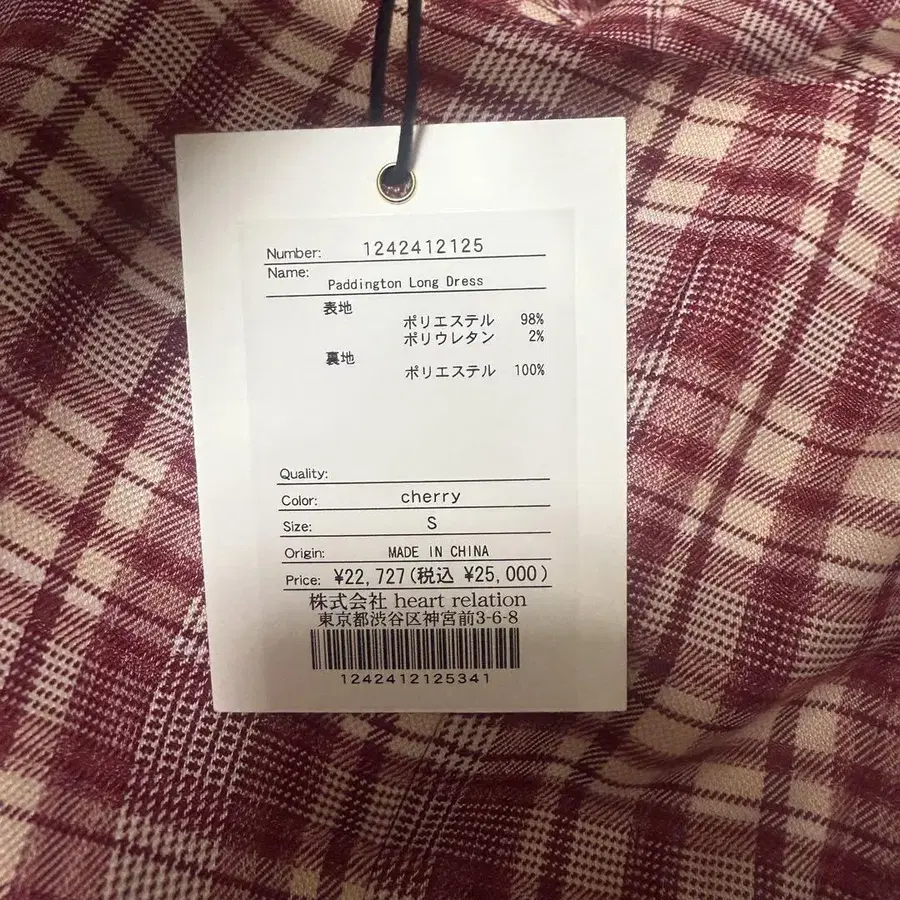 Number: 1242412125
Name:
Paddington Long Dress
表地
ポリエステル 98%
ポリウレタン 2%
裏地
ポリエステル 100%
Quality:
Color: cherry
Size: S
Origin: MADE IN CHINA
Price: ¥22,727(税込 ¥25,000)
株式会社 heart relation
東京都渋谷区神宮前3-6-8
1242412125341